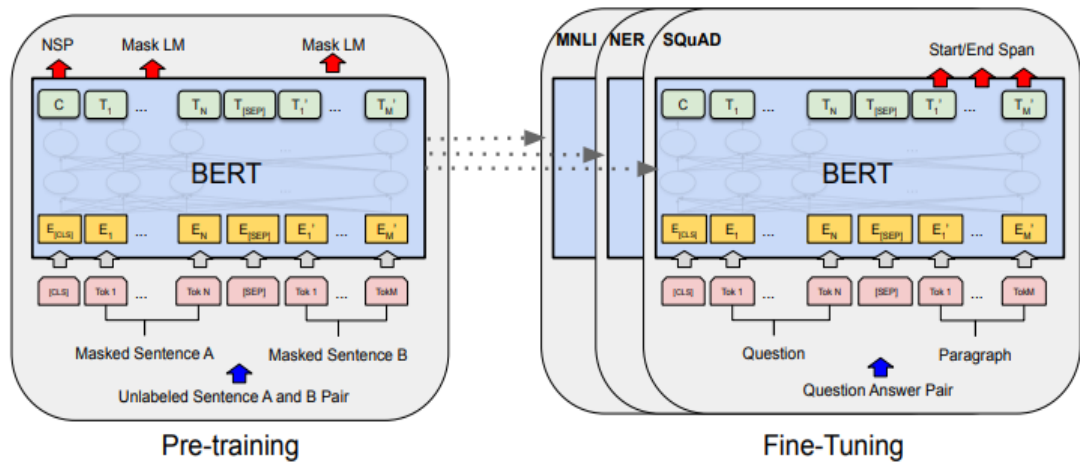 NSP Mask LM Mask LM
C T1 ... TN T[SEP] T1' ... TM'
...
BERT
...
E[CLS] E1 ... EN E[SEP] E1' ... EM'
[CLS] Tok 1 ... Tok N [SEP] Tok 1 ... TokM
Masked Sentence A Masked Sentence B
Unlabeled Sentence A and B Pair
Pre-training
MNLI NER SQuAD
Start/End Span
C T1 ... TN T[SEP] T1' ... TM'
...
BERT
...
E[CLS] E1 ... EN E[SEP] E1' ... EM'
[CLS] Tok 1 ... Tok N [SEP] Tok 1 ... TokM
Question Paragraph
Question Answer Pair
Fine-Tuning